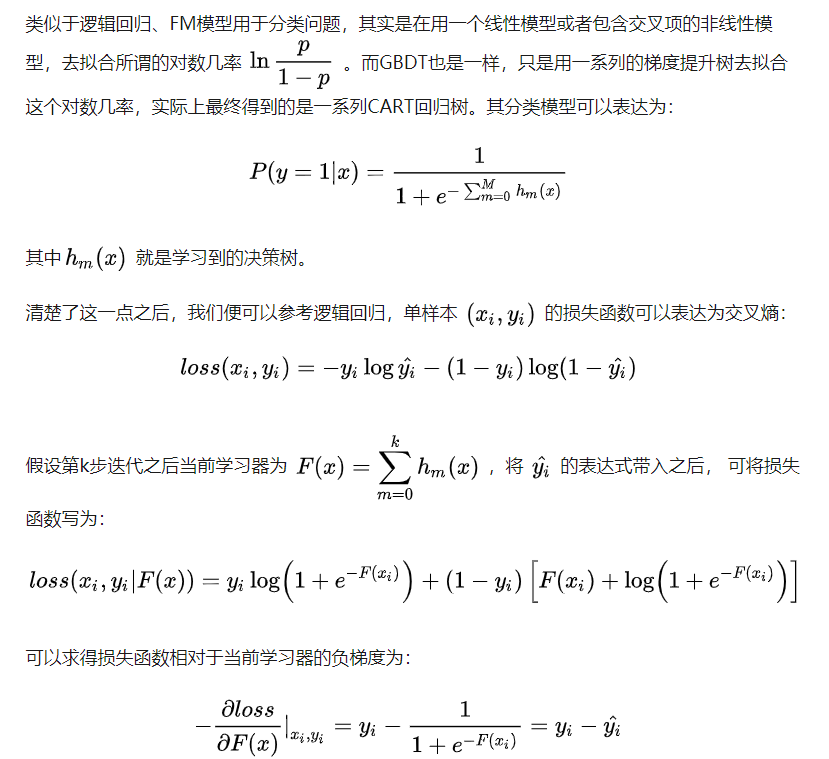 类似于逻辑回归、FM模型用于分类问题，其实是在用一个线性模型或者包含交叉项的非线性模
型，去拟合所谓的对数几率 ln p/(1-p) 。而GBDT也是一样，只是用一系列的梯度提升树去拟合
这个对数几率，实际上最终得到的是一系列CART回归树。其分类模型可以表达为：
P(y = 1|x) = \frac{1}{1 + e^{-\sum_{m=0}^{M} h_m(x)}}
其中 h_m(x) 就是学习到的决策树。
清楚了这一点之后，我们便可以参考逻辑回归，单样本 (x_i, y_i) 的损失函数可以表达为交叉熵：
loss(x_i, y_i) = -y_i \log \hat{y_i} - (1 - y_i) \log(1 - \hat{y_i})
假设第k步迭代之后当前学习器为 F(x) = \sum_{m=0}^{k} h_m(x) ，将 \hat{y_i} 的表达式带入之后， 可将损失
函数写为：
loss(x_i, y_i|F(x)) = y_i \log(1 + e^{-F(x_i)}) + (1 - y_i) [F(x_i) + \log(1 + e^{-F(x_i)})]
可以求得损失函数相对于当前学习器的负梯度为：
-\frac{\partial loss}{\partial F(x)}|_{x_i, y_i} = y_i - \frac{1}{1 + e^{-F(x_i)}} = y_i - \hat{y_i}